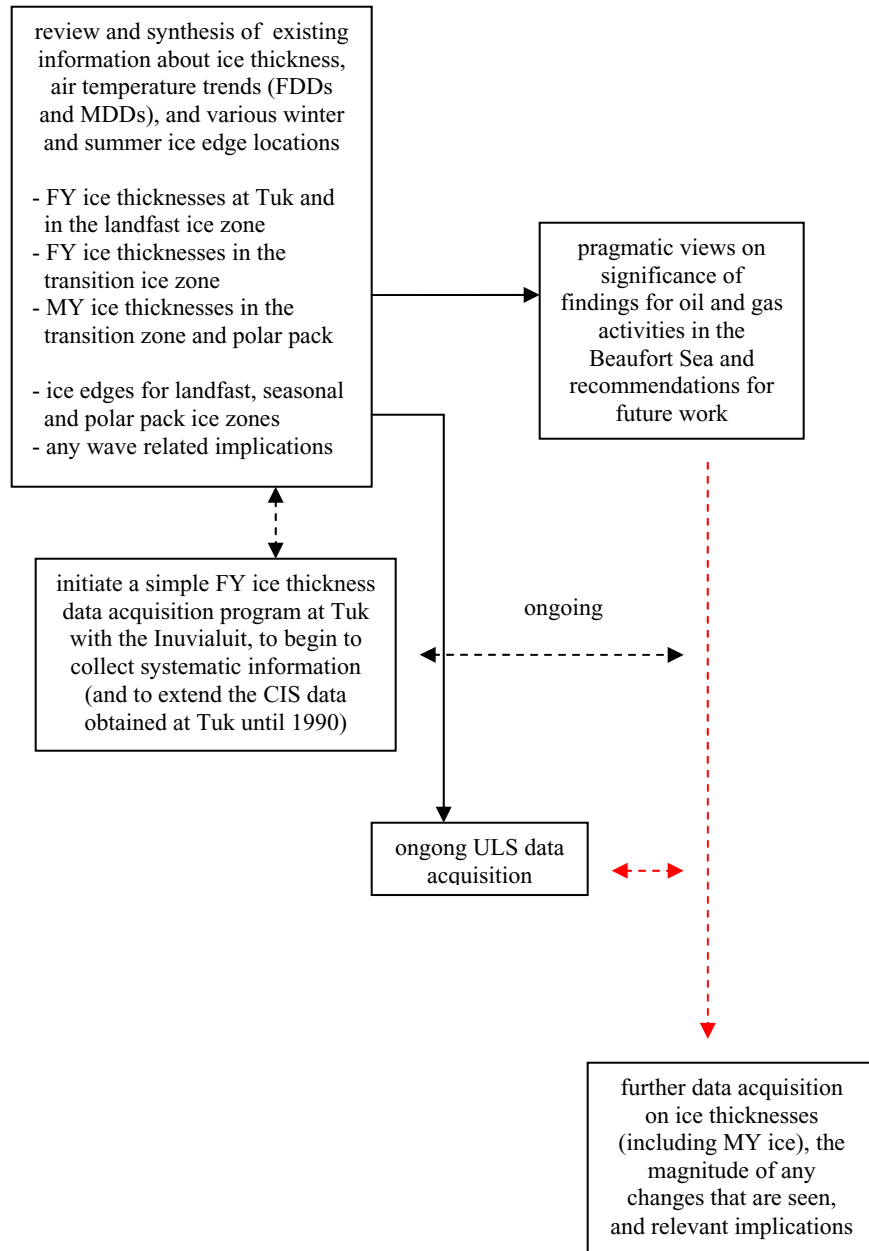 review and synthesis of existing
information about ice thickness,
air temperature trends (FDDs
and MDDs), and various winter
and summer ice edge locations
- FY ice thicknesses at Tuk and
in the landfast ice zone
- FY ice thicknesses in the
transition ice zone
- MY ice thicknesses in the
transition zone and polar pack
- ice edges for landfast, seasonal
and polar pack ice zones
- any wave related implications
pragmatic views on
significance of
findings for oil and gas
activities in the
Beaufort Sea and
recommendations for
future work
initiate a simple FY ice thickness
data acquisition program at Tuk
with the Inuvialuit, to begin to
collect systematic information
(and to extend the CIS data
obtained at Tuk until 1990)
ongoing
ongong ULS data
acquisition
further data acquisition
on ice thicknesses
(including MY ice), the
magnitude of any
changes that are seen,
and relevant implications